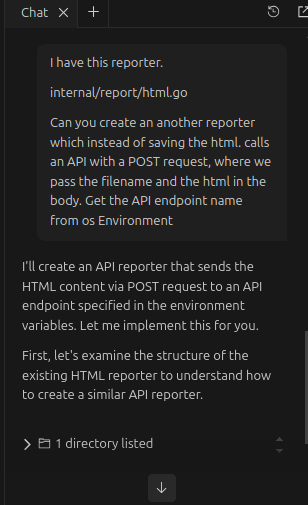 Chat
I have this reporter.
internal/report/html.go
Can you create an another reporter
which instead of saving the html. calls
an API with a POST request, where we
pass the filename and the html in the
body. Get the API endpoint name
from os Environment
I'll create an API reporter that sends the
HTML content via POST request to an API
endpoint specified in the environment
variables. Let me implement this for you.
First, let's examine the structure of the
existing HTML reporter to understand how
to create a similar API reporter.
1 directory listed